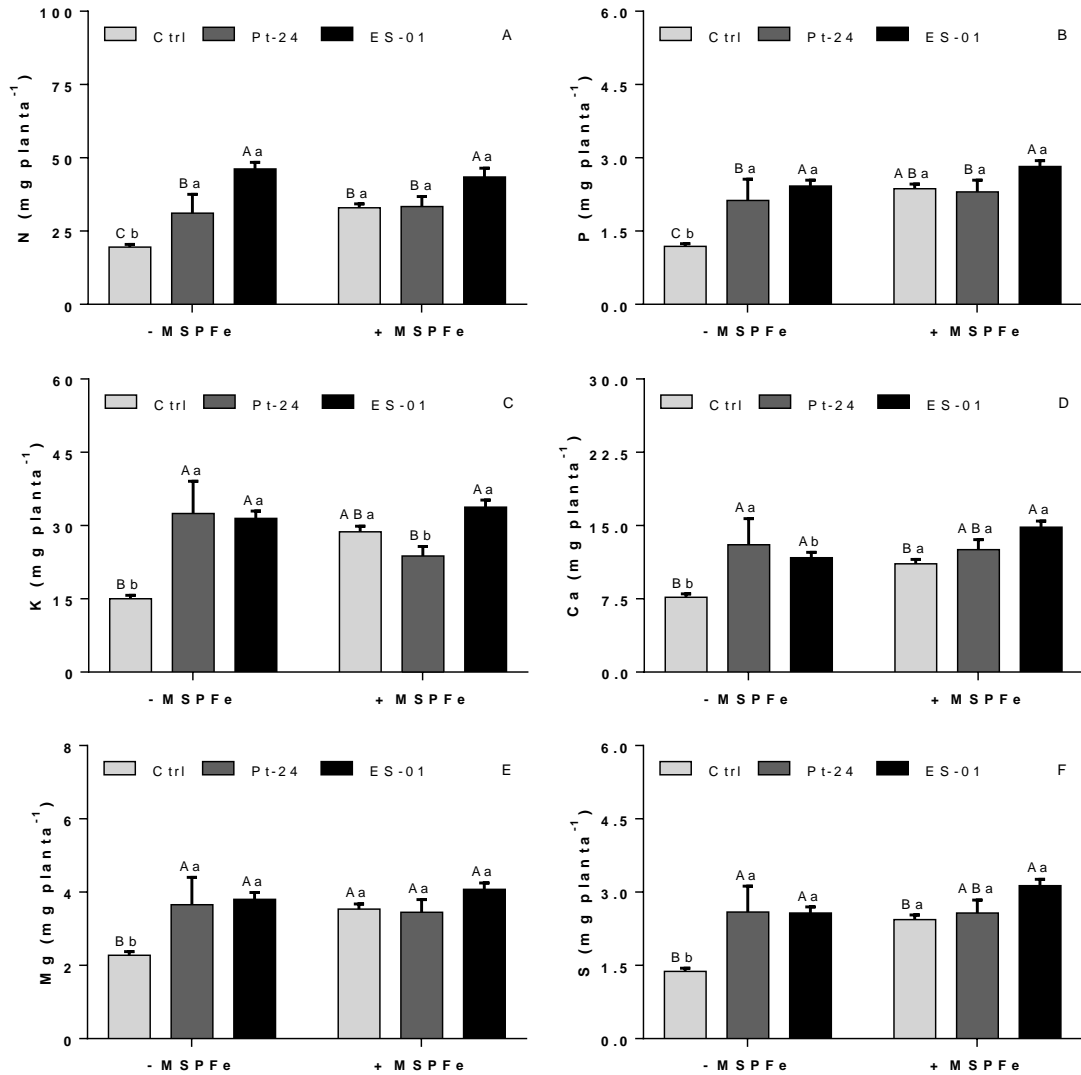 Ctrl Pt-24 ES-01 A
N (mg planta-1)
100
75
50
25
0
Cb Ba Aa Ba Ba Aa
- MSPFe + MSPFe
Ctrl Pt-24 ES-01 B
P (mg planta-1)
6.0
4.5
3.0
1.5
0.0
Cb Ba Aa ABa Ba Aa
- MSPFe + MSPFe
Ctrl Pt-24 ES-01 C
K (mg planta-1)
60
45
30
15
0
Bb Aa Aa ABa Bb Aa
- MSPFe + MSPFe
Ctrl Pt-24 ES-01 D
Ca (mg planta-1)
30.0
22.5
15.0
7.5
0.0
Bb Aa Ab Ba ABa Aa
- MSPFe + MSPFe
Ctrl Pt-24 ES-01 E
Mg (mg planta-1)
8
6
4
2
0
Bb Aa Aa Aa Aa Aa
- MSPFe + MSPFe
Ctrl Pt-24 ES-01 F
S (mg planta-1)
6.0
4.5
3.0
1.5
0.0
Bb Aa Aa Ba ABa Aa
- MSPFe + MSPFe